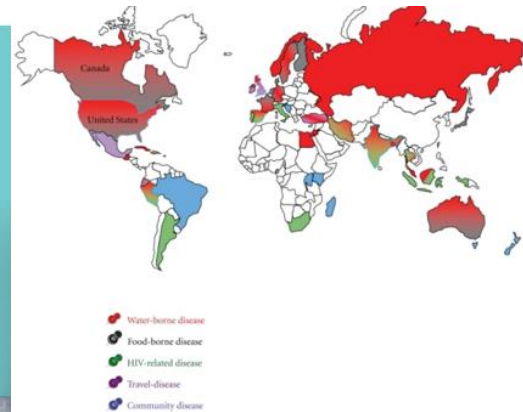 Canada
United States
Water-borne disease
Food-borne disease
HIV-related disease
Travel-disease
Community disease